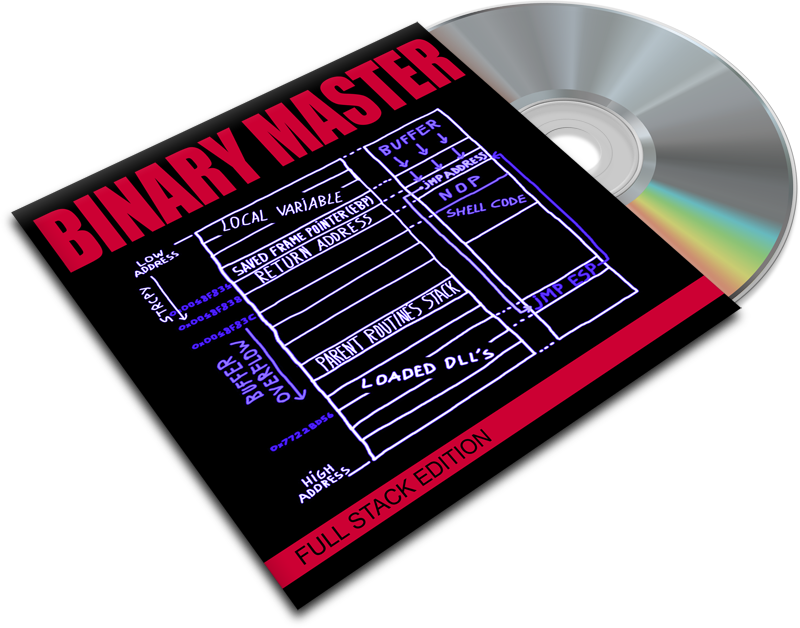 BINARY MASTER
LOW
ADDRESS
STRCPY
LOCAL VARIABLE
SAVED FRAME POINTER(EBP)
RETURN ADDRESS
PARENT ROUTINES STACK
LOADED DLL'S
BUFFER
OVERFLOW
HIGH
ADDRESS
BUFFER
JMP ADDRESS
NOP
SHELL CODE
JMP ESP
FULL STACK EDITION